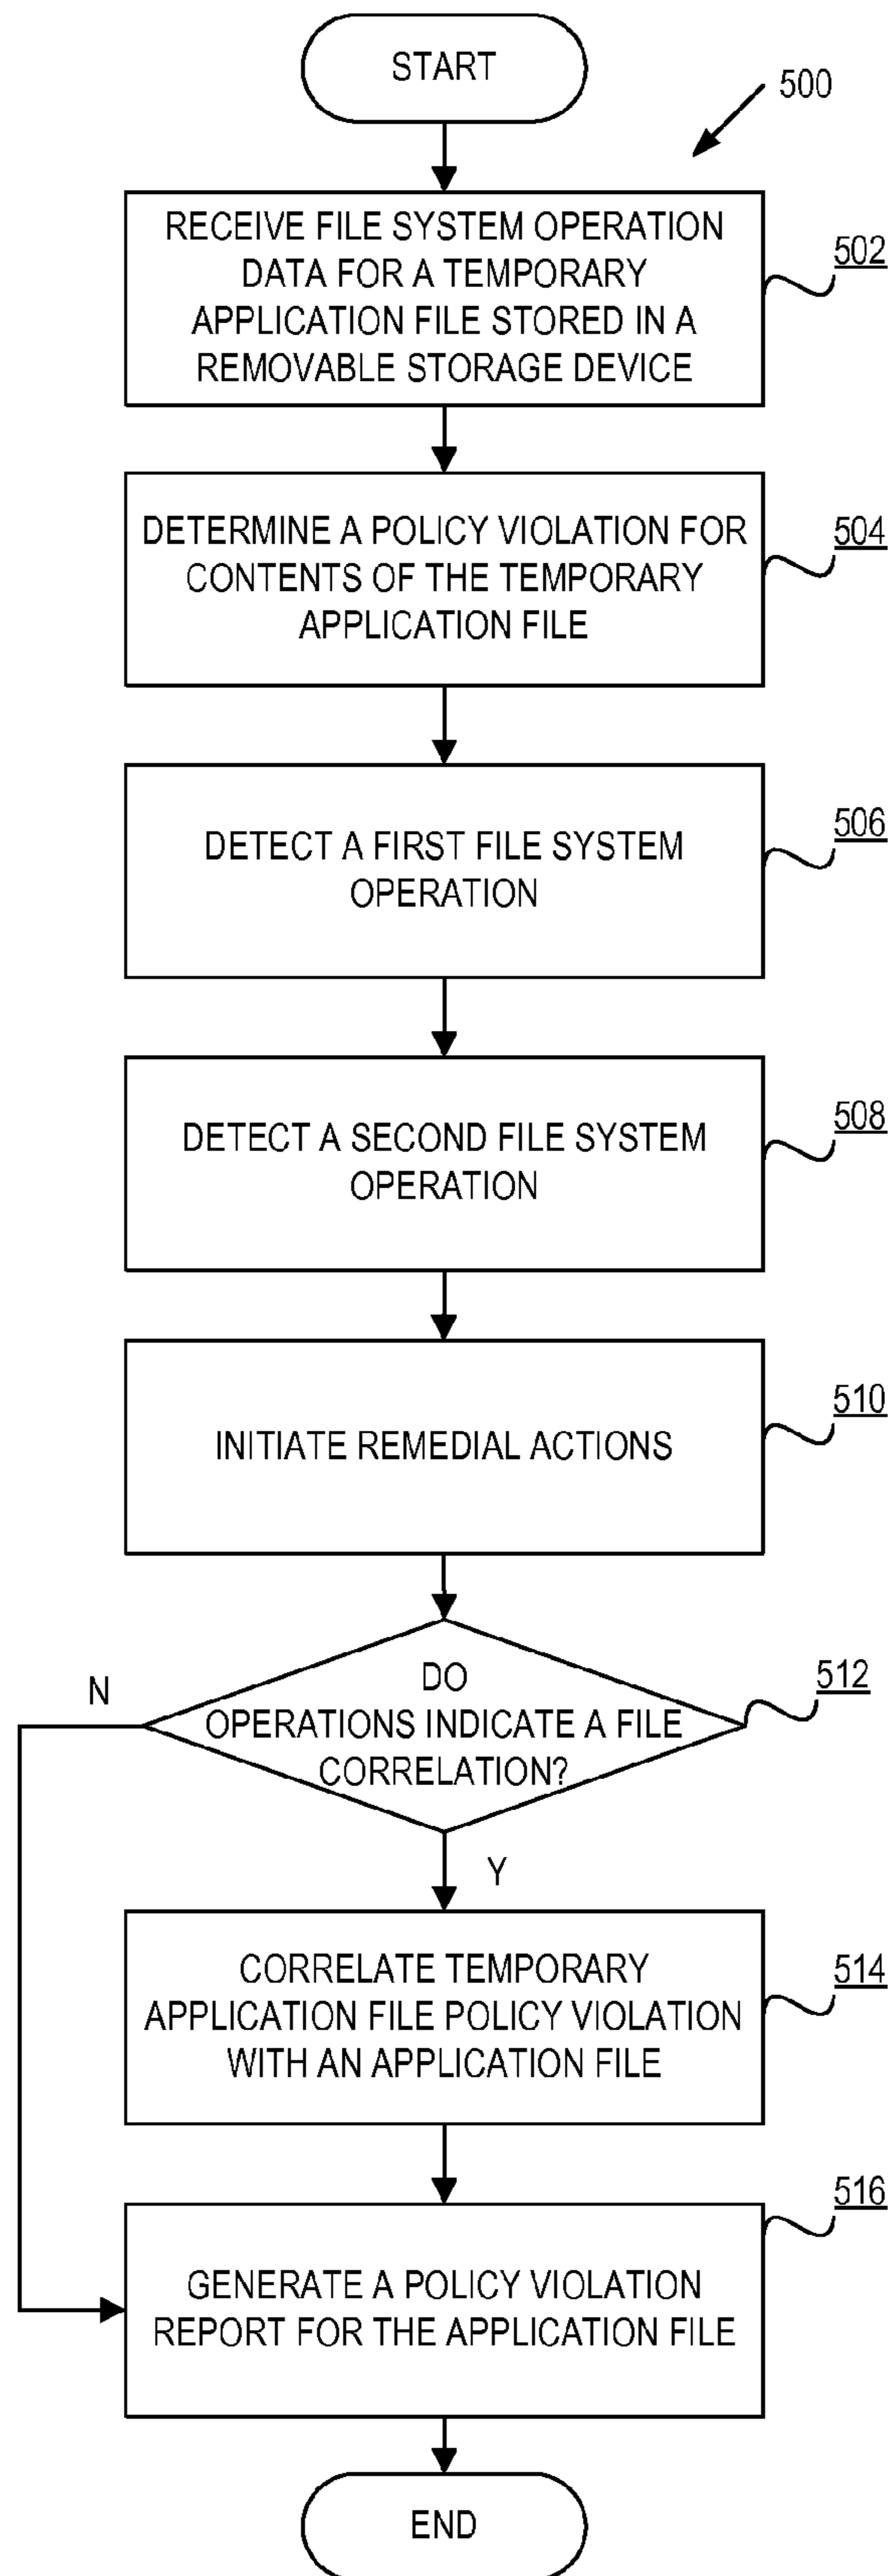 START
500
RECEIVE FILE SYSTEM OPERATION
DATA FOR A TEMPORARY
APPLICATION FILE STORED IN A
REMOVABLE STORAGE DEVICE
502
DETERMINE A POLICY VIOLATION FOR
CONTENTS OF THE TEMPORARY
APPLICATION FILE
504
DETECT A FIRST FILE SYSTEM
OPERATION
506
DETECT A SECOND FILE SYSTEM
OPERATION
508
INITIATE REMEDIAL ACTIONS
510
DO
OPERATIONS INDICATE A FILE
CORRELATION?
512
N
Y
CORRELATE TEMPORARY
APPLICATION FILE POLICY VIOLATION
WITH AN APPLICATION FILE
514
GENERATE A POLICY VIOLATION
REPORT FOR THE APPLICATION FILE
516
END